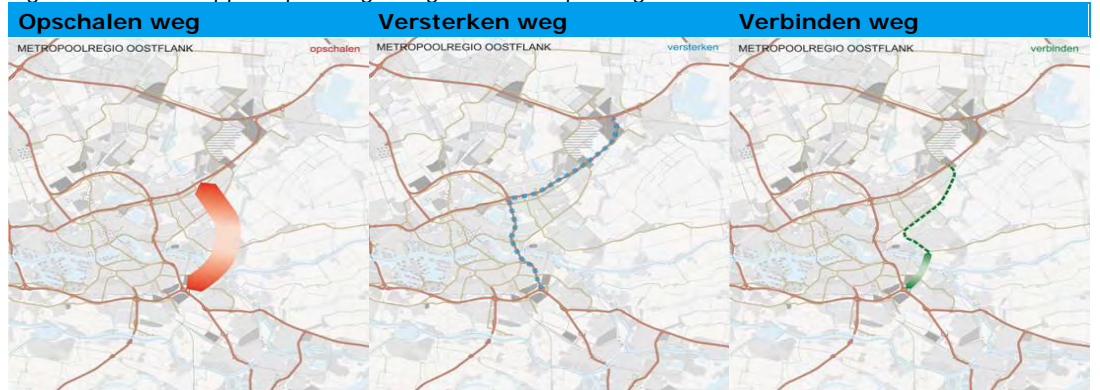 Opschalen weg
Versterken weg
Verbinden weg
METROPOOLREGIO OOSTFLANK
opschalen
METROPOOLREGIO OOSTFLANK
versterken
METROPOOLREGIO OOSTFLANK
verbinden